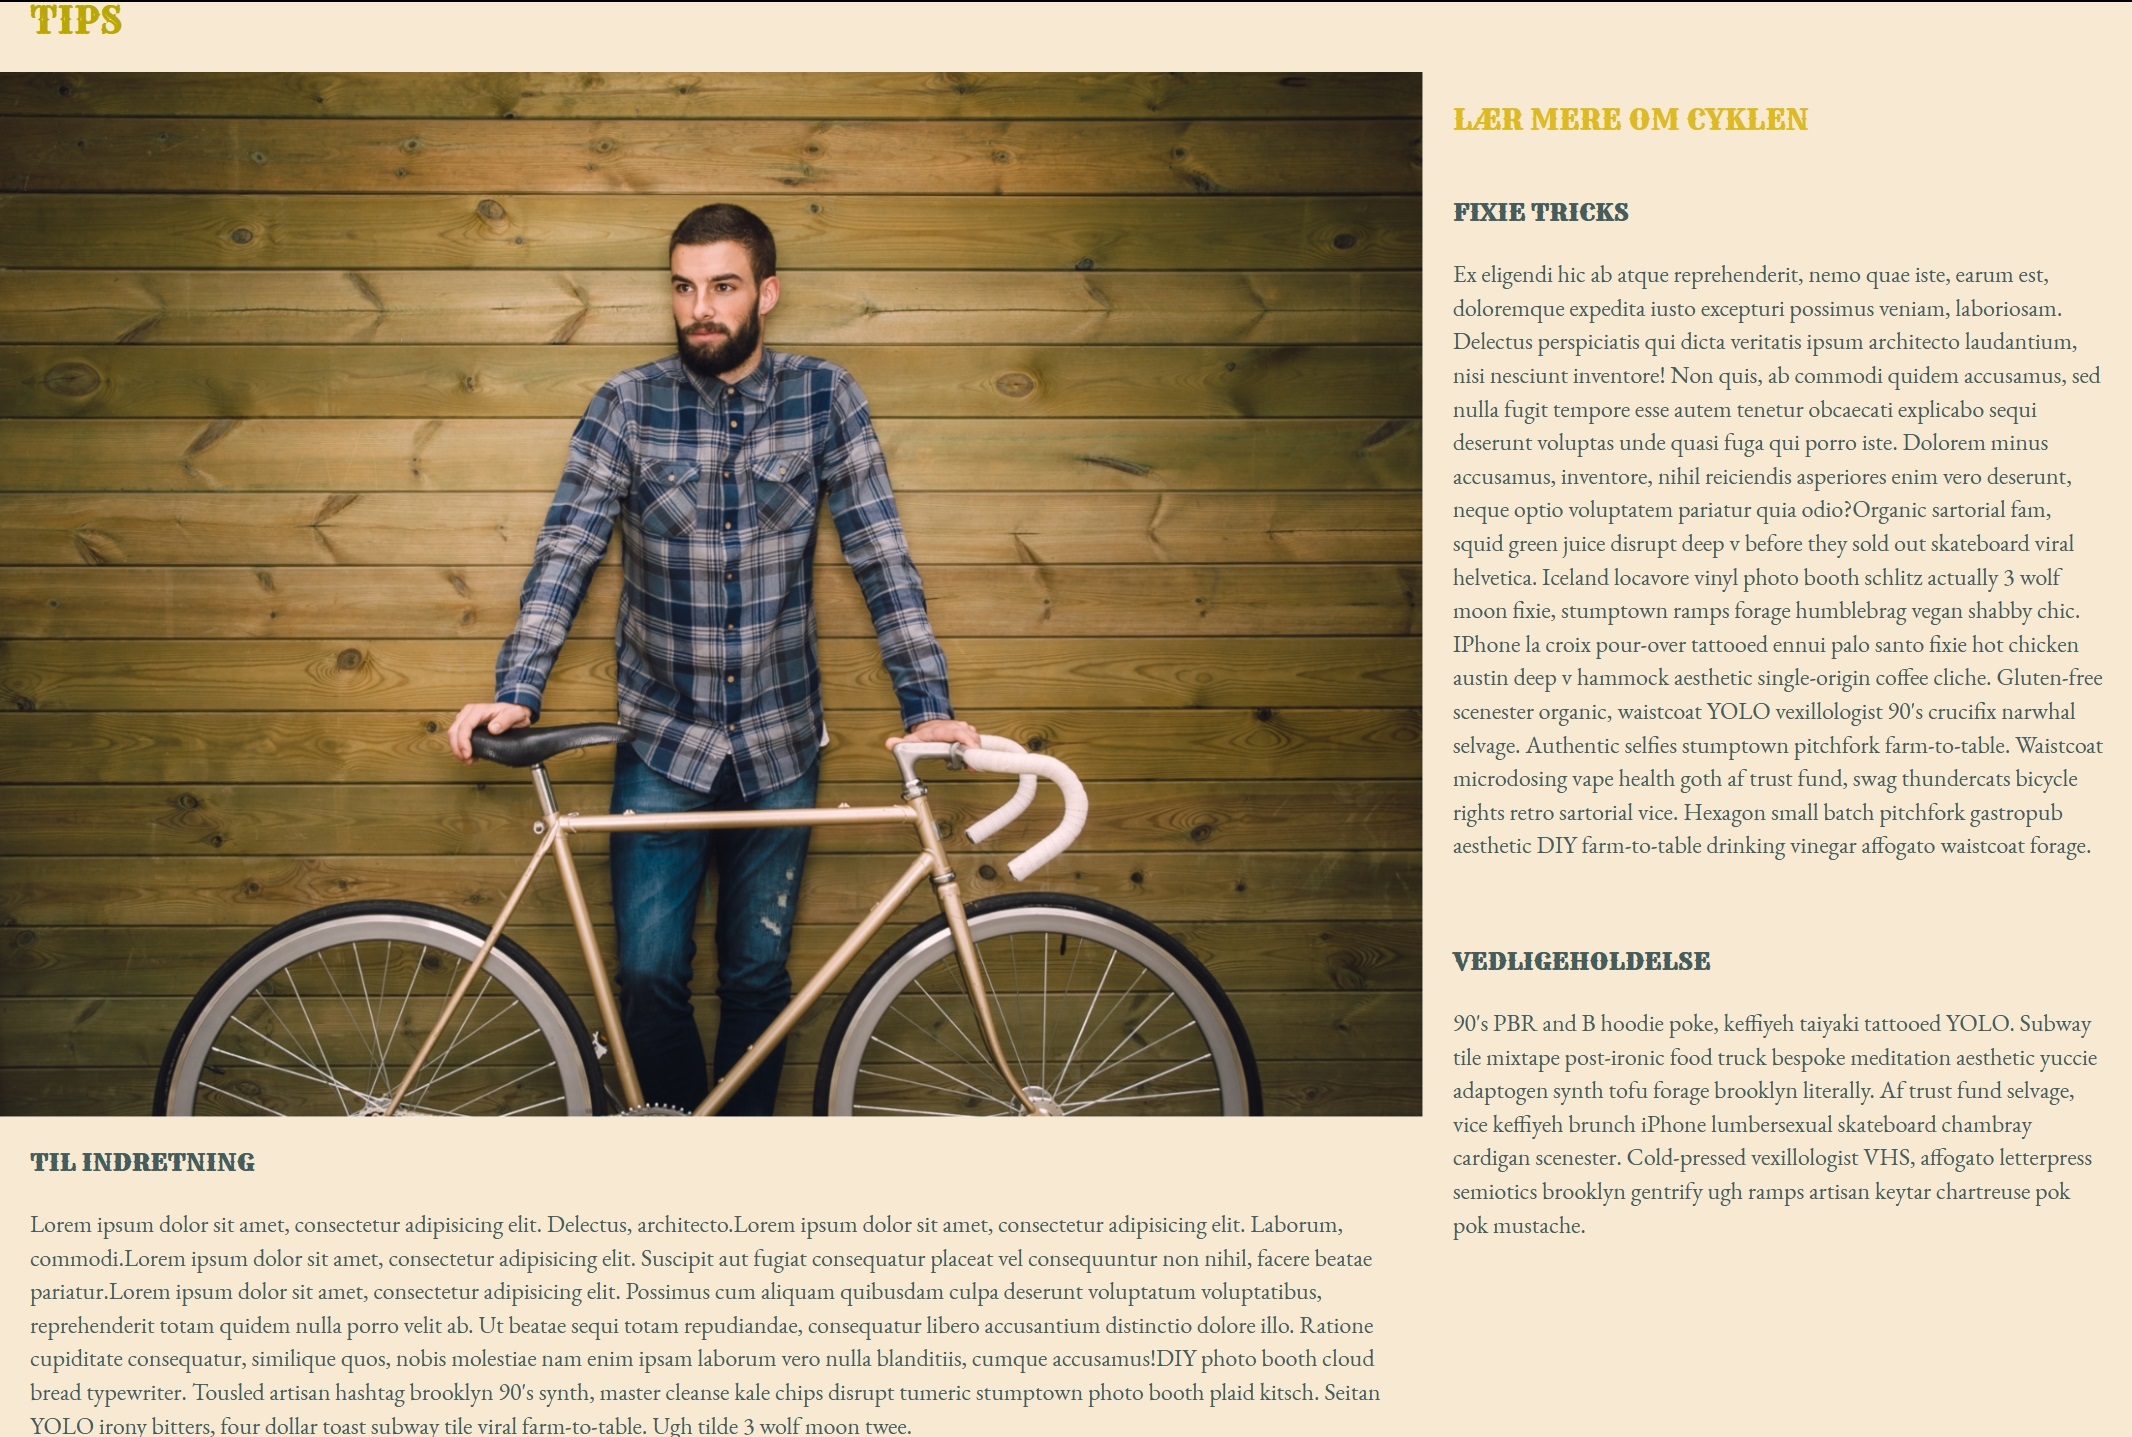 TIPS
LÆR MERE OM CYKLEN
FIXIE TRICKS
Ex eligendi hic ab atque reprehenderit, nemo quae iste, earum est,
doloremque expedita iusto excepturi possimus veniam, laboriosam.
Delectus perspiciatis qui dicta veritatis ipsum architecto laudantium,
nisi nesciunt inventore! Non quis, ab commodi quidem accusamus, sed
nulla fugit tempore esse autem tenetur obcaecati explicabo sequi
deserunt voluptas unde quasi fuga qui porro iste. Dolorem minus
accusamus, inventore, nihil reiciendis asperiores enim vero deserunt,
neque optio voluptatem pariatur quia odio?Organic sartorial fam,
squid green juice disrupt deep v before they sold out skateboard viral
helvetica. Iceland locavore vinyl photo booth schlitz actually 3 wolf
moon fixie, stumptown ramps forage humblebrag vegan shabby chic.
IPhone la croix pour-over tattooed ennui palo santo fixie hot chicken
austin deep v hammock aesthetic single-origin coffee cliche. Gluten-free
scenester organic, waistcoat YOLO vexillologist 90's crucifix narwhal
selvage. Authentic selfies stumptown pitchfork farm-to-table. Waistcoat
microdosing vape health goth af trust fund, swag thundercats bicycle
rights retro sartorial vice. Hexagon small batch pitchfork gastropub
aesthetic DIY farm-to-table drinking vinegar affogato waistcoat forage.
VEDLIGEHOLDELSE
90's PBR and B hoodie poke, keffiyeh taiyaki tattooed YOLO. Subway
tile mixtape post-ironic food truck bespoke meditation aesthetic yuccie
adaptogen synth tofu forage brooklyn literally. Af trust fund selvage,
vice keffiyeh brunch iPhone lumbersexual skateboard chambray
cardigan scenester. Cold-pressed vexillologist VHS, affogato letterpress
semiotics brooklyn gentrify ugh ramps artisan keytar chartreuse pok
pok mustache.
TIL INDRETNING
Lorem ipsum dolor sit amet, consectetur adipisicing elit. Delectus, architecto.Lorem ipsum dolor sit amet, consectetur adipisicing elit. Laborum,
commodi.Lorem ipsum dolor sit amet, consectetur adipisicing elit. Suscipit aut fugiat consequatur placeat vel consequuntur non nihil, facere beatae
pariatur.Lorem ipsum dolor sit amet, consectetur adipisicing elit. Possimus cum aliquam quibusdam culpa deserunt voluptatum voluptatibus,
reprehenderit totam quidem nulla porro velit ab. Ut beatae sequi totam repudiandae, consequatur libero accusantium distinctio dolore illo. Ratione
cupiditate consequatur, similique quos, nobis molestiae nam enim ipsam laborum vero nulla blanditiis, cumque accusamus!DIY photo booth cloud
bread typewriter. Tousled artisan hashtag brooklyn 90's synth, master cleanse kale chips disrupt tumeric stumptown photo booth plaid kitsch. Seitan
YOLO irony bitters, four dollar toast subway tile viral farm-to-table. Ugh tilde 3 wolf moon twee.